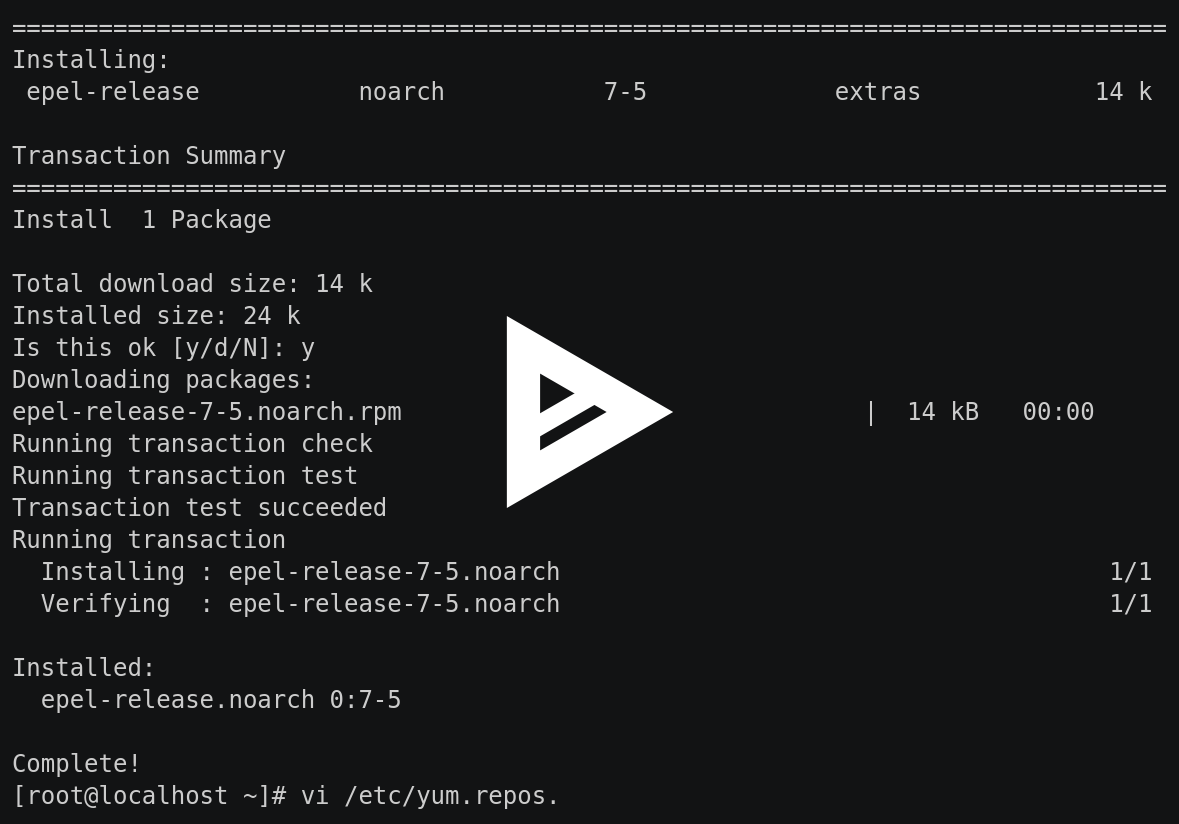 ================================================================================
Installing:
 epel-release           noarch           7-5             extras            14 k

Transaction Summary
================================================================================
Install  1 Package

Total download size: 14 k
Installed size: 24 k
Is this ok [y/d/N]: y
Downloading packages:
epel-release-7-5.noarch.rpm                                |  14 kB   00:00
Running transaction check
Running transaction test
Transaction test succeeded
Running transaction
  Installing : epel-release-7-5.noarch                                      1/1
  Verifying  : epel-release-7-5.noarch                                      1/1

Installed:
  epel-release.noarch 0:7-5

Complete!
[root@localhost ~]# vi /etc/yum.repos.